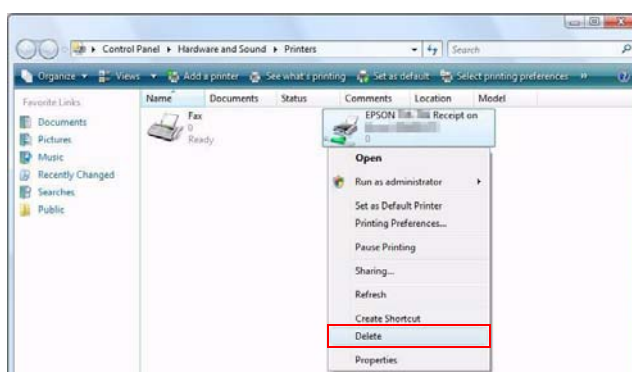 Control Panel ▸ Hardware and Sound ▸ Printers
Search
Organize Views Add a printer See what's printing Set as default Select printing preferences »
Favorite Links
Name Documents Status Comments Location Model
Documents
Pictures
Music
Recently Changed
Searches
Public
Fax
0
Ready
EPSON Receipt on
0
Open
Run as administrator
Set as Default Printer
Printing Preferences...
Pause Printing
Sharing...
Refresh
Create Shortcut
Delete
Properties